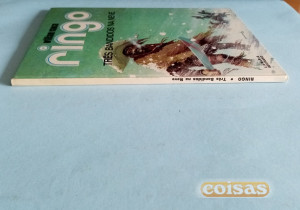 ringo
TRÊS BANDIDOS NA NEVE
RINGO • Três Bandidos na Neve
coisas